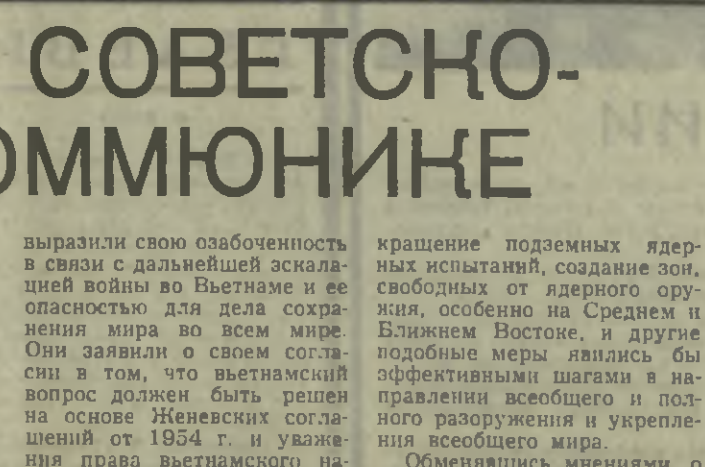 СОВЕТСКО-
ОММЮНИКЕ
выразили свою озабоченность
в связи с дальнейшей эскала-
цией войны во Вьетнаме и ее
опасностью для дела сохра-
нения мира во всем мире.
Они заявили о своем согла-
сии в том, что вьетнамский
вопрос должен быть решен
на основе Женевских согла-
шений от 1954 г. и уваже-
ния права вьетнамского на-
кращение подземных ядер-
ных испытаний, создание зон,
свободных от ядерного ору-
жия, особенно на Среднем и
Ближнем Востоке, и другие
подобные меры явились бы
эффективными шагами в на-
правлении всеобщего и пол-
ного разоружения и укрепле-
ния всеобщего мира.
Обменявшись мнениями о